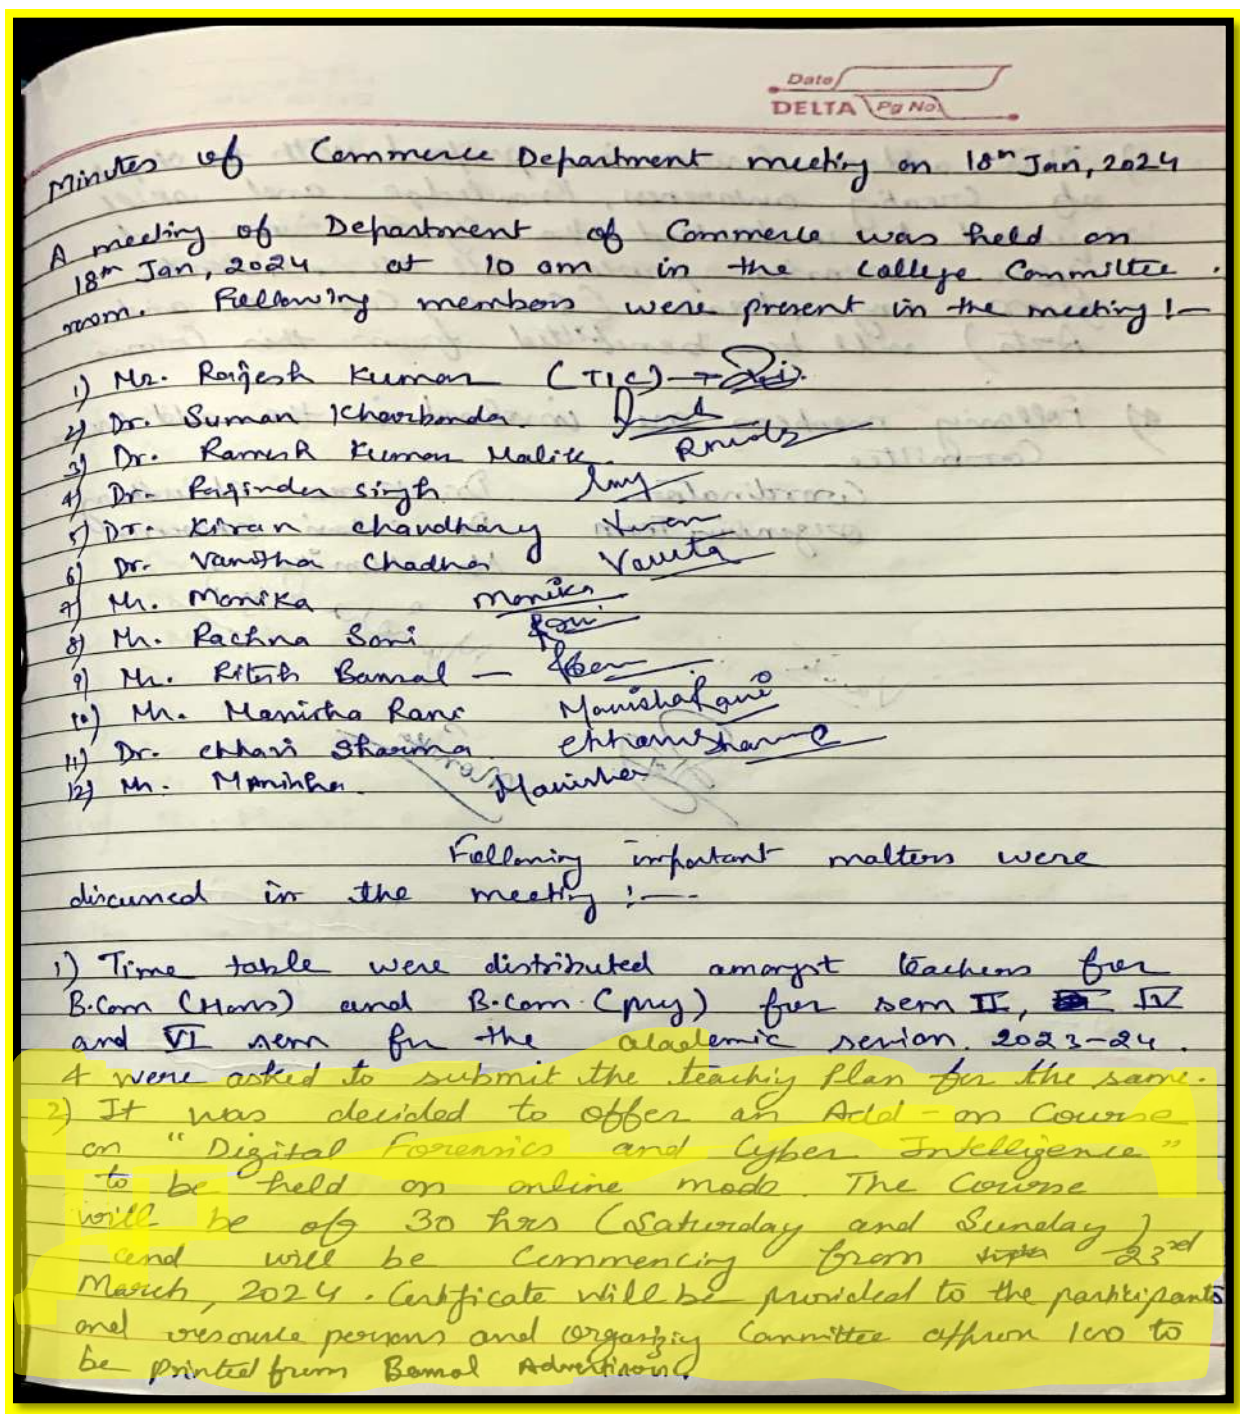 Date
DELTA Pg No
Minutes of Commerce Department meeting on 18th Jan, 2024
A meeting of Department of Commerce was held on
18th Jan, 2024 at 10 am in the College Committee
room. Following members were present in the meeting :-
1) Mr. Rajesh Kumar (TIC) →
2) Dr. Suman Kharbanda.
3) Dr. Ramesh Kumar Malik.
4) Dr. Rajinder Singh
5) Dr. Kiran Chaudhary Kiran
6) Dr. Vanitha Chadha Vanita
7) Ms. Monika Monika
8) Ms. Rachna Soni
9) Mr. Ritesh Bansal —
10) Ms. Manisha Rani Manisha Rani
11) Dr. Chhavi Sharma Chhavi Sharma
12) Ms. Manisha. Manisha
Following important matters were
discussed in the meeting :-
1) Time table were distributed amongst teachers for
B.Com (Hons) and B.Com. (prg) for sem II, IV
and VI sem for the academic session. 2023-24.
& were asked to submit the teaching plan for the same.
2) It was decided to offer an Add-on Course
on "Digital Forensics and Cyber Intelligence"
to be held on online mode. The Course
will be of 30 hrs (Saturday and Sunday)
and will be commencing from 23rd
March, 2024. Certificate will be provided to the participants
and resource persons and organizing Committee approx 100 to
be printed from Bansal